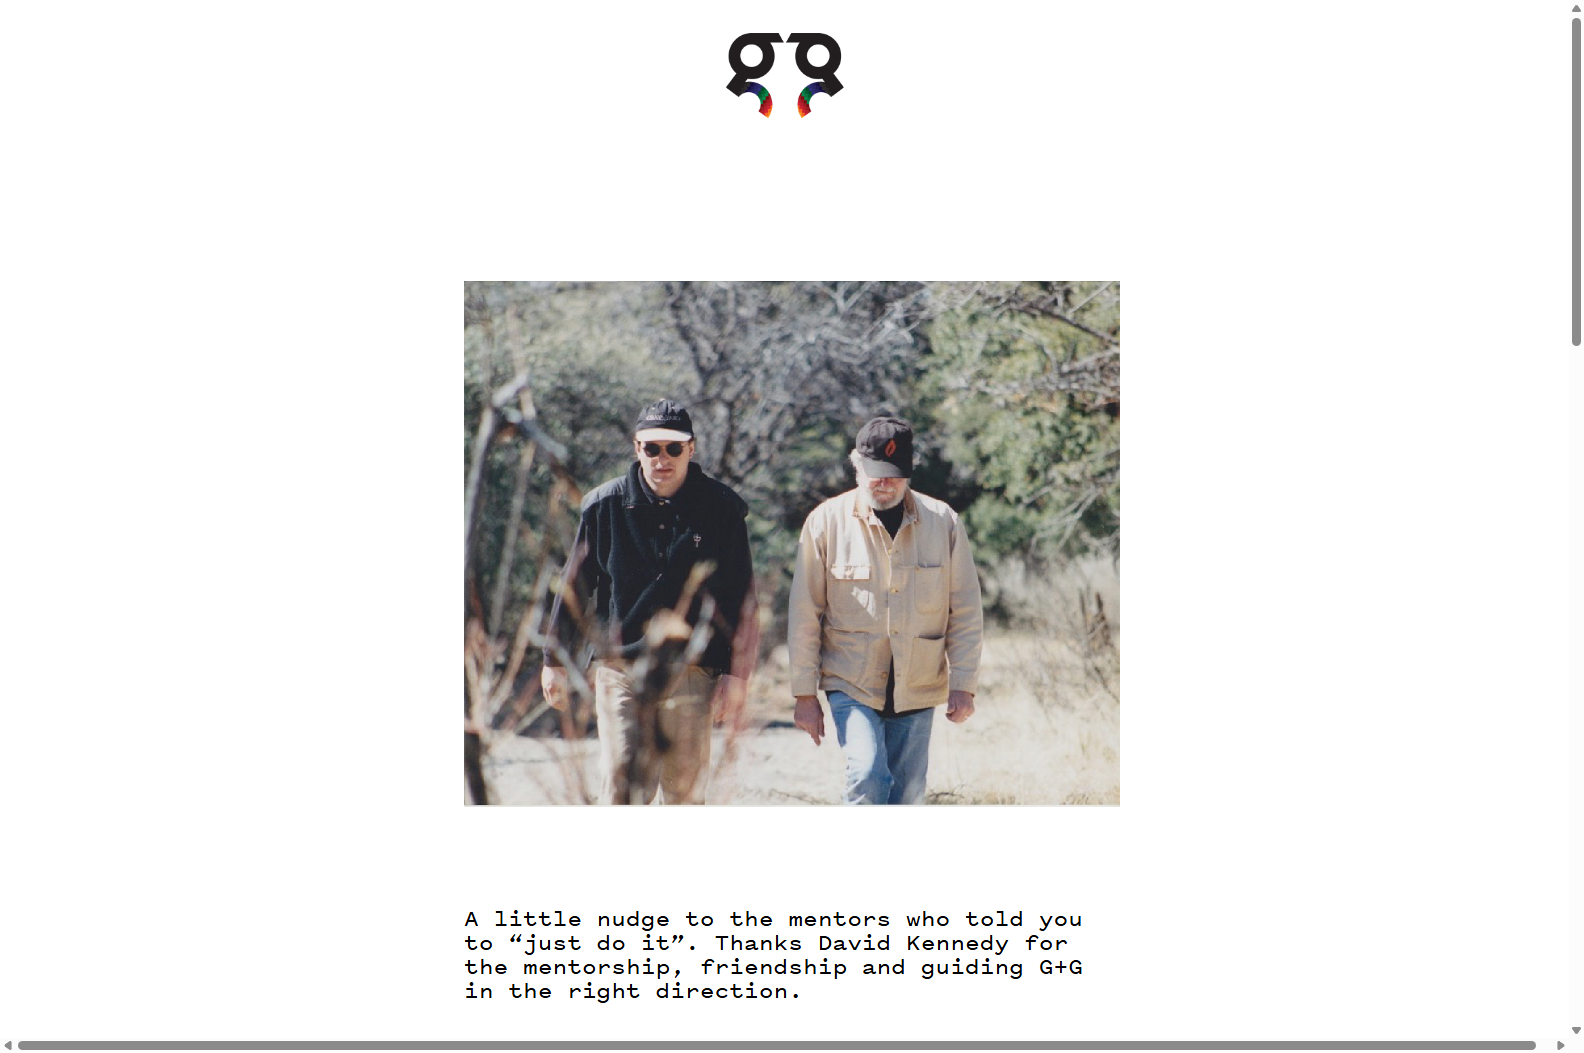 gg
A little nudge to the mentors who told you
to “just do it”. Thanks David Kennedy for
the mentorship, friendship and guiding G+G
in the right direction.